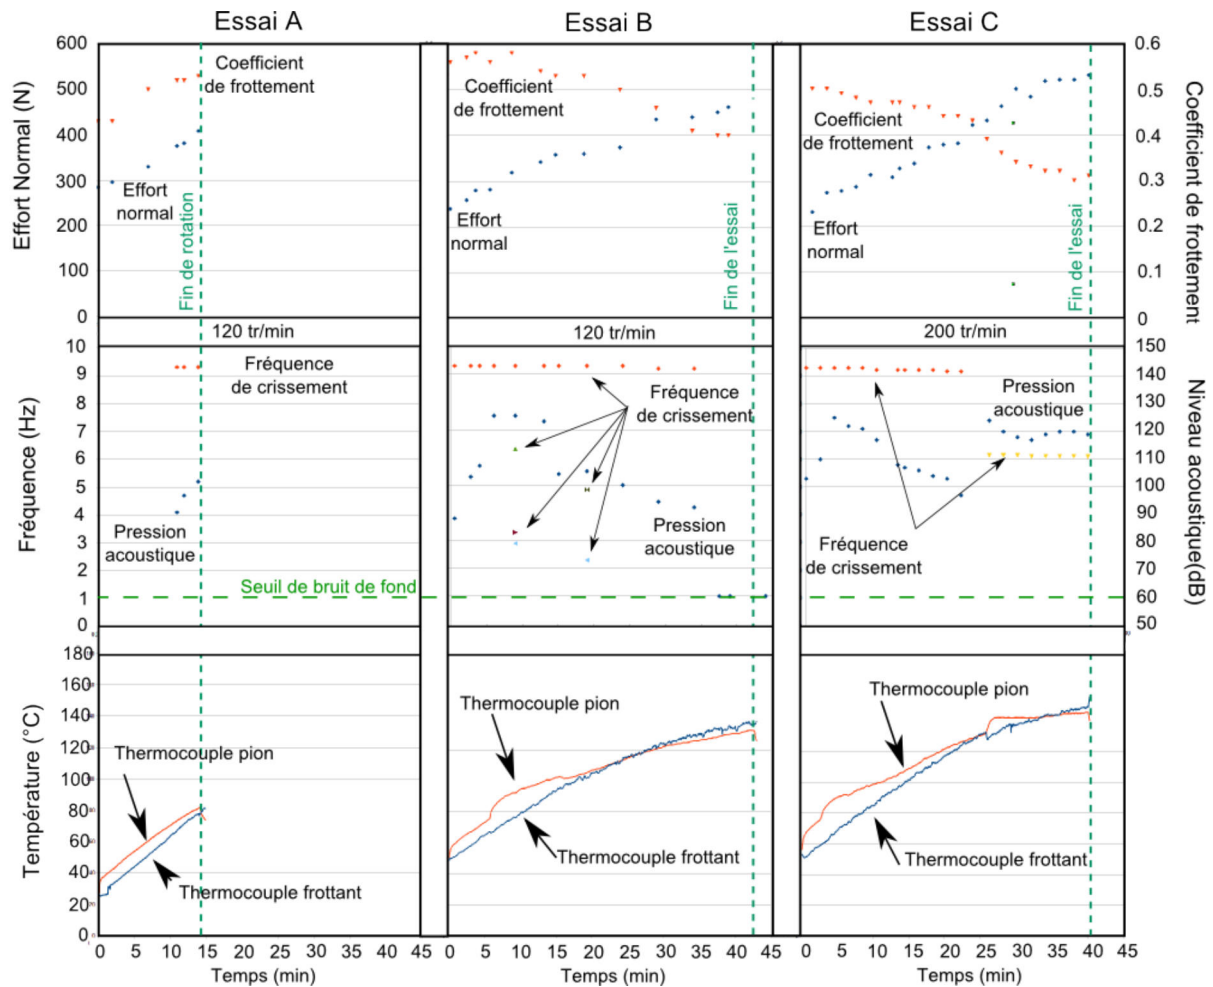 Essai A
Essai B
Essai C
600
500
400
300
200
100
0
Effort Normal (N)
Coefficient
de frottement
Effort
normal
Fin de rotation
Coefficient
de frottement
Effort
normal
Fin de l'essai
Coefficient
de frottement
Effort
normal
Fin de l'essai
0.6
0.5
0.4
0.3
0.2
0.1
0
Coefficient de frottement
120 tr/min
120 tr/min
200 tr/min
10
9
8
7
6
5
4
3
2
1
0
Fréquence (Hz)
Fréquence
de crissement
Pression
acoustique
Seuil de bruit de fond
Fréquence
de crissement
Pression
acoustique
Pression
acoustique
Fréquence
de crissement
150
140
130
120
110
100
90
80
70
60
50
Niveau acoustique(dB)
180
160
140
120
100
80
60
40
20
0
Température (°C)
Thermocouple pion
Thermocouple frottant
Thermocouple pion
Thermocouple frottant
Thermocouple pion
Thermocouple frottant
0 5 10 15 20 25 30 35 40 45
0 5 10 15 20 25 30 35 40 45
0 5 10 15 20 25 30 35 40 45
Temps (min)
Temps (min)
Temps (min)